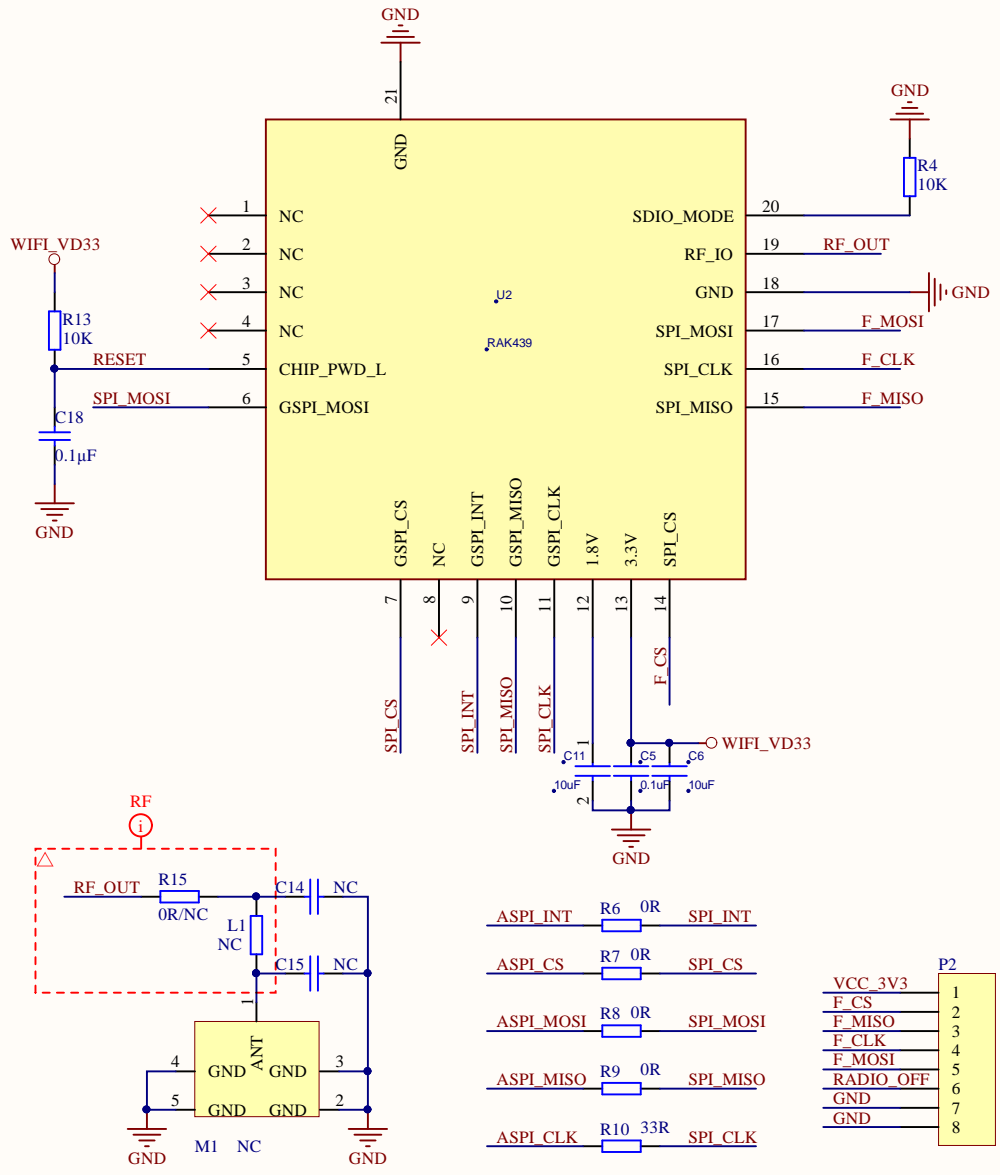 GND
21
GND
GND
R4
10K
1 NC
SDIO_MODE 20
WIFI_VD33
2 NC
RF_IO 19 RF_OUT
3 NC
U2
GND 18 GND
R13
10K
4 NC
SPI_MOSI 17 F_MOSI
RAK439
RESET 5 CHIP_PWD_L
SPI_CLK 16 F_CLK
SPI_MOSI 6 GSPI_MOSI
SPI_MISO 15 F_MISO
C18
0.1µF
GND
GSPI_CS
NC
GSPI_INT
GSPI_MISO
GSPI_CLK
1.8V
3.3V
SPI_CS
7
8
9
10
11
12
13
14
SPI_CS
SPI_INT
SPI_MISO
SPI_CLK
F_CS
WIFI_VD33
1
C11
C5
C6
10uF
0.1uF
10uF
2
GND
RF
i
RF_OUT
R15
0R/NC
C14 NC
L1
NC
C15 NC
1
ANT
4 GND
GND 3
5 GND
GND 2
M1 NC
GND
GND
ASPI_INT R6 0R SPI_INT
ASPI_CS R7 0R SPI_CS
ASPI_MOSI R8 0R SPI_MOSI
ASPI_MISO R9 0R SPI_MISO
ASPI_CLK R10 33R SPI_CLK
P2
VCC_3V3 1
F_CS 2
F_MISO 3
F_CLK 4
F_MOSI 5
RADIO_OFF 6
GND 7
GND 8